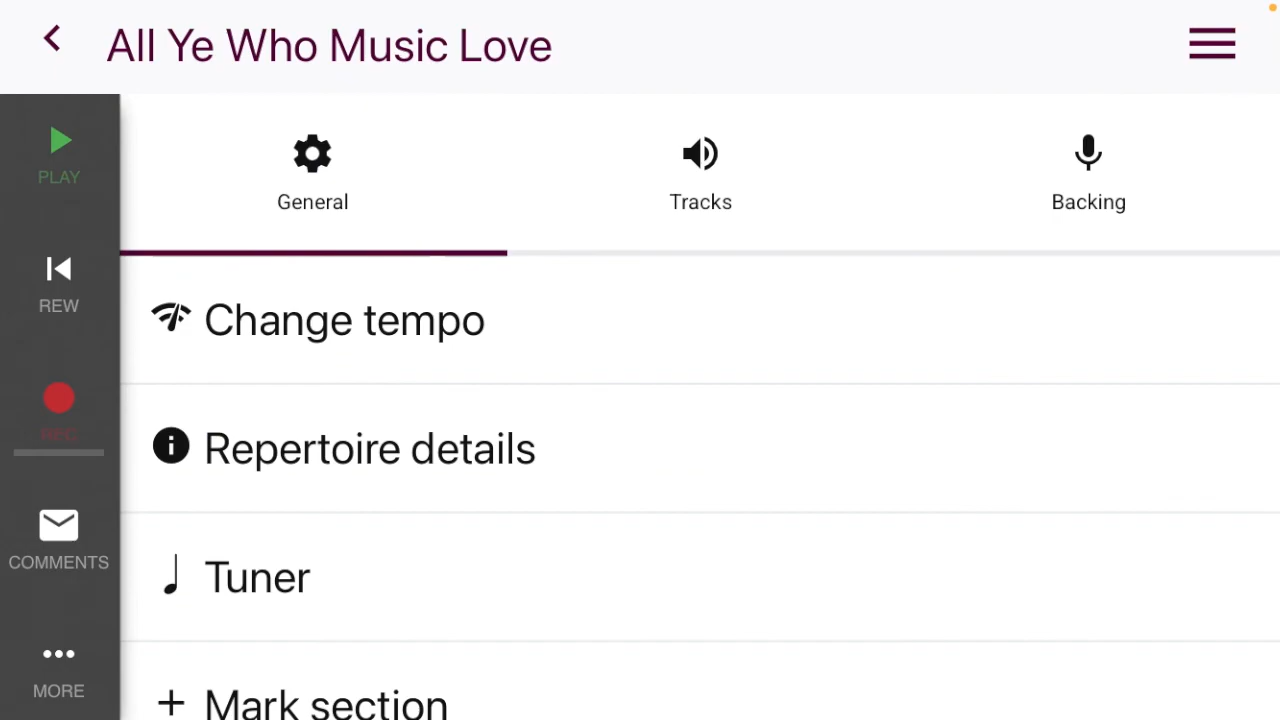 All Ye Who Music Love
PLAY
REW
REC
COMMENTS
MORE
General
Tracks
Backing
Change tempo
Repertoire details
Tuner
Mark section